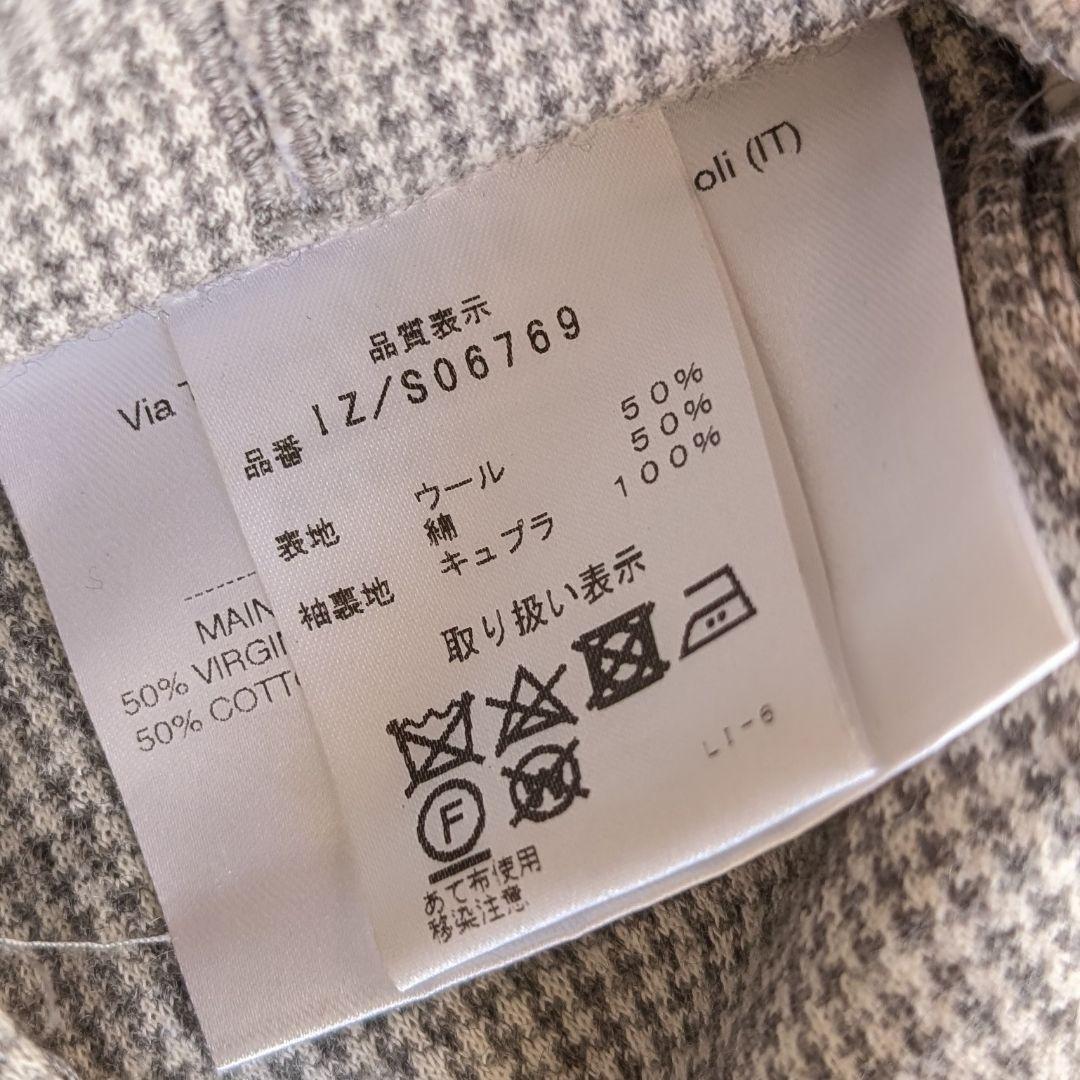 品質表示
品番 IZ/S06769
表地 ウール 50%
綿 50%
袖裏地 キュプラ 100%
取り扱い表示
F
W
あて布使用
移染注意
LI-6
Via
oli (IT)
MAIN
50% VIRGI
50% COTT
S